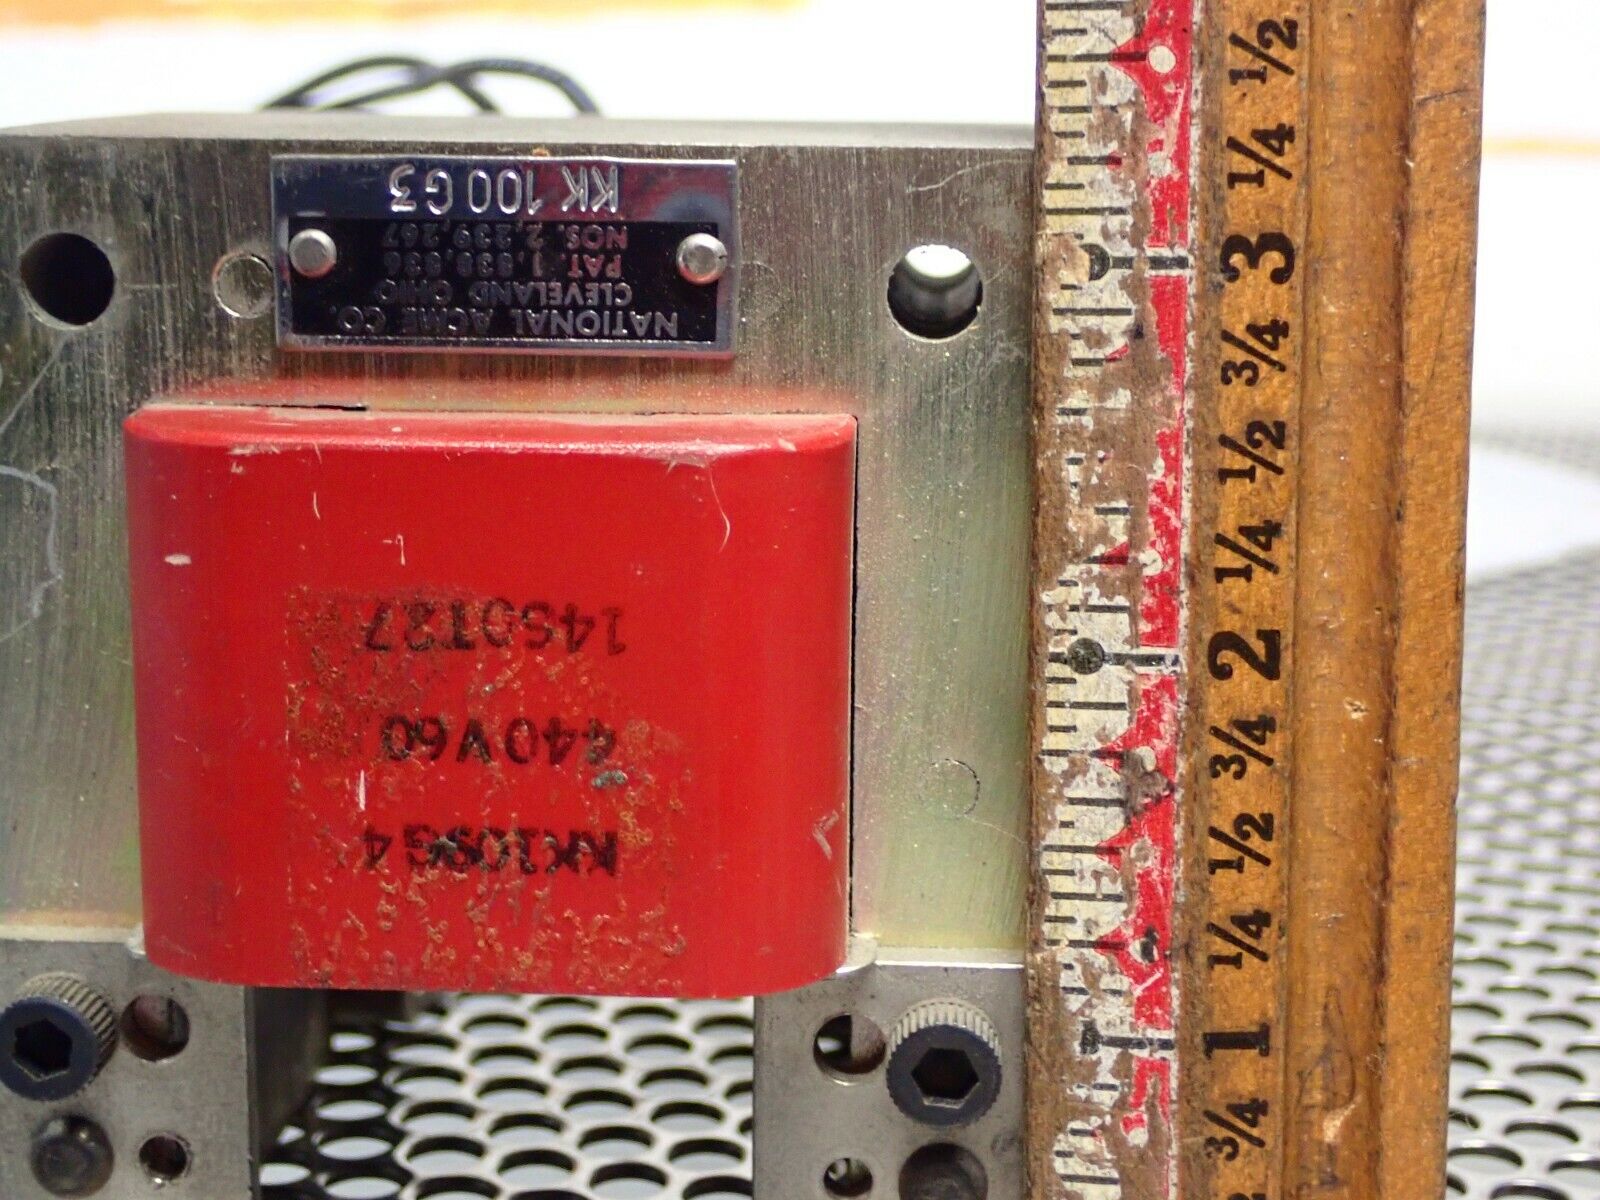 NATIONAL ACME CO.
CLEVELAND OHIO
PAT. 1,838,636
NOS. 2,239,267
KK 100 G3
KK109G4
440V60
14S0T27
1/2
1/4
3
3/4
1/2
1/4
2
3/4
1/2
1/4
1
3/4